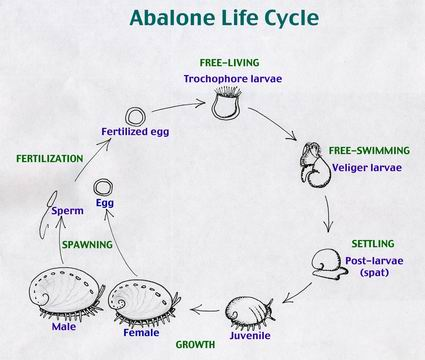 Abalone Life Cycle
FREE-LIVING
Trochophore larvae
Fertilized egg
FREE-SWIMMING
Veliger larvae
FERTILIZATION
Sperm
Egg
SPAWNING
SETTLING
Post-larvae
(spat)
Male
Female
Juvenile
GROWTH